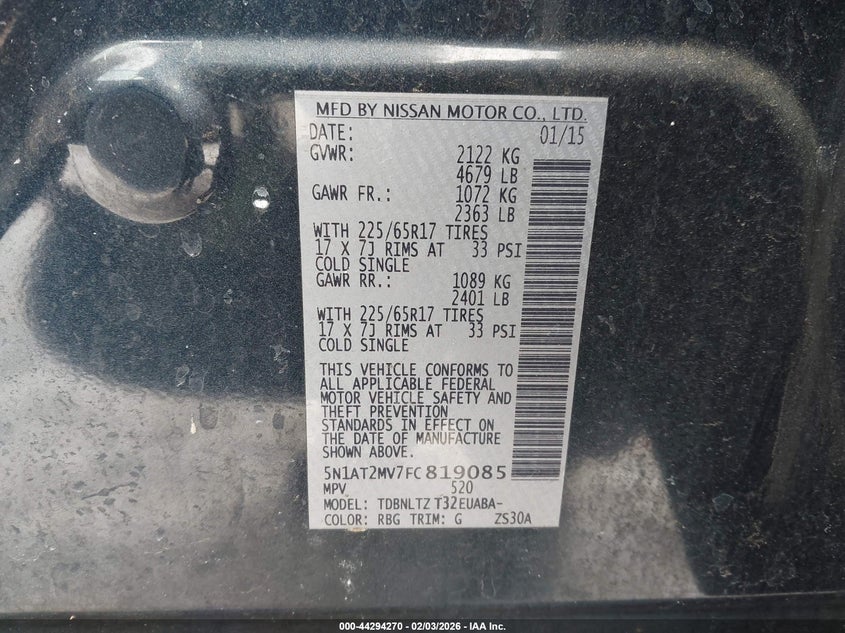 MFD BY NISSAN MOTOR CO., LTD.
DATE: 01/15
GVWR: 2122 KG
4679 LB
GAWR FR.: 1072 KG
2363 LB
WITH 225/65R17 TIRES
17 X 7J RIMS AT 33 PSI
COLD SINGLE
GAWR RR.: 1089 KG
2401 LB
WITH 225/65R17 TIRES
17 X 7J RIMS AT 33 PSI
COLD SINGLE
THIS VEHICLE CONFORMS TO
ALL APPLICABLE FEDERAL
MOTOR VEHICLE SAFETY AND
THEFT PREVENTION
STANDARDS IN EFFECT ON
THE DATE OF MANUFACTURE
SHOWN ABOVE.
5N1AT2MV7FC819085
MPV 520
MODEL: TDBNLTZ T32EUABA-
COLOR: RBG TRIM: G ZS30A
000-44294270 - 02/03/2026 - IAA Inc.